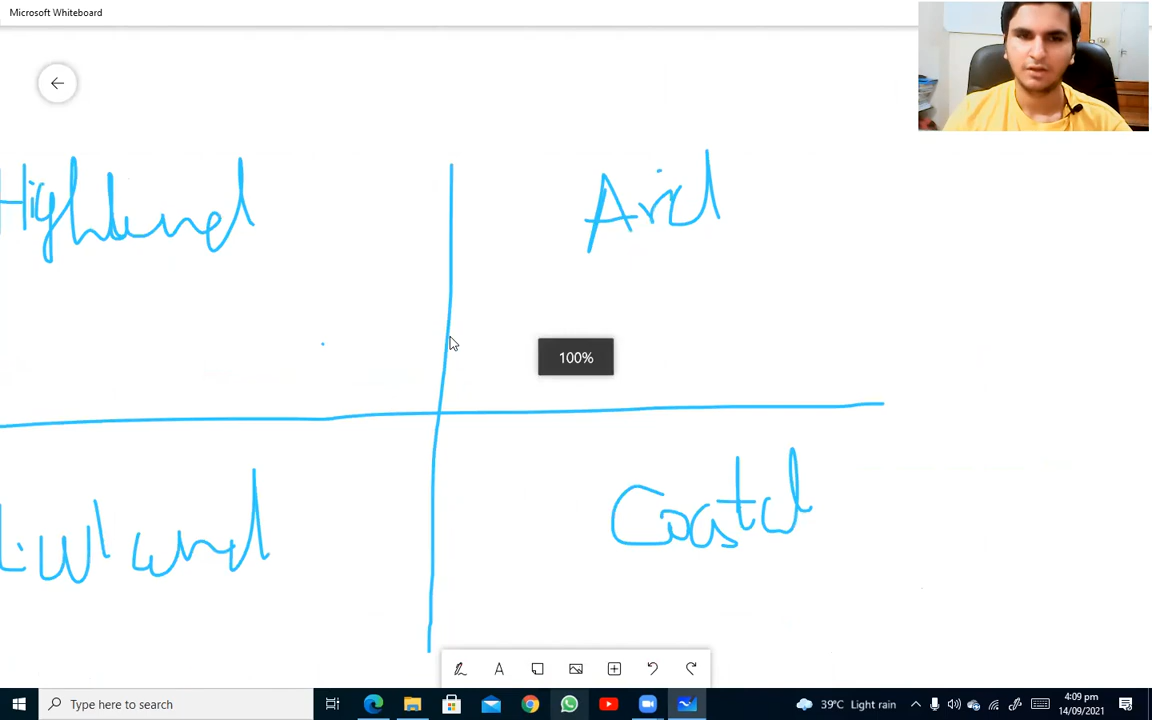 Microsoft Whiteboard
Highland
Arid
100%
Lowland
Coastal
A
Type here to search
39°C Light rain
4:09 pm
14/09/2021